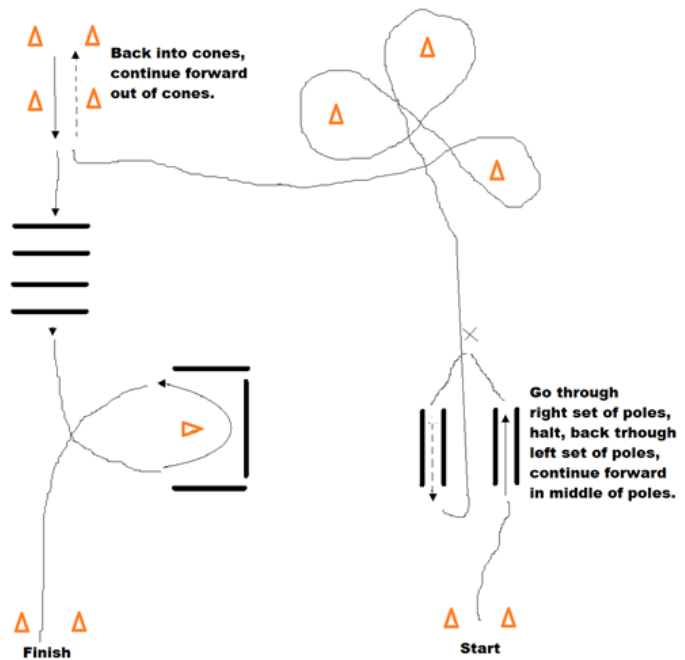 Back into cones,
continue forward
out of cones.
Go through
right set of poles,
halt, back trhough
left set of poles,
continue forward
in middle of poles.
Finish
Start